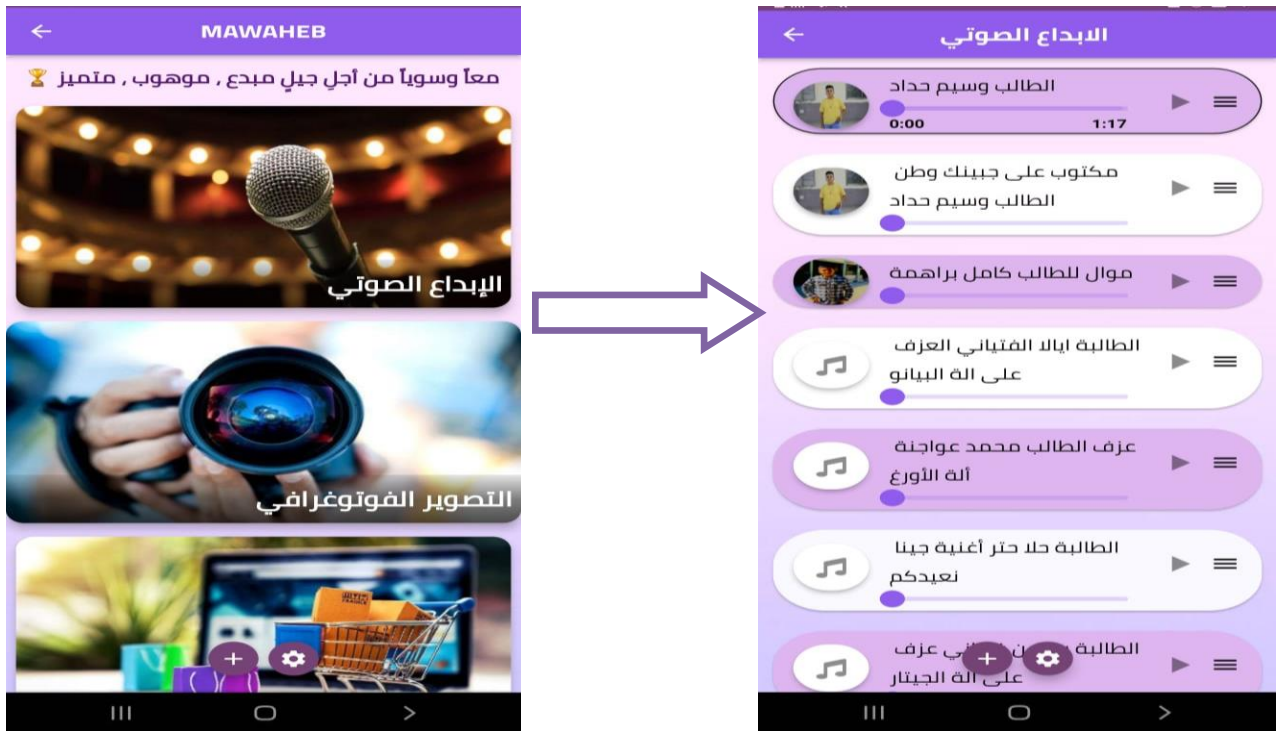 MAWAHEB
معاً وسوياً من أجلِ جيلٍ مبدع , موهوب , متميز 🏆
الإبداع الصوتي
التصوير الفوتوغرافي
الابداع الصوتي
الطالب وسيم حداد
0:00 1:17
مكتوب على جبينك وطن
الطالب وسيم حداد
موال للطالب كامل براهمة
الطالبة ايالا الفتياني العزف
على الة البيانو
عزف الطالب محمد عواجنة
ألة الأورغ
الطالبة حلا حتر أغنية جينا
نعيدكم
الطالبة عزف
على الة الجيتار